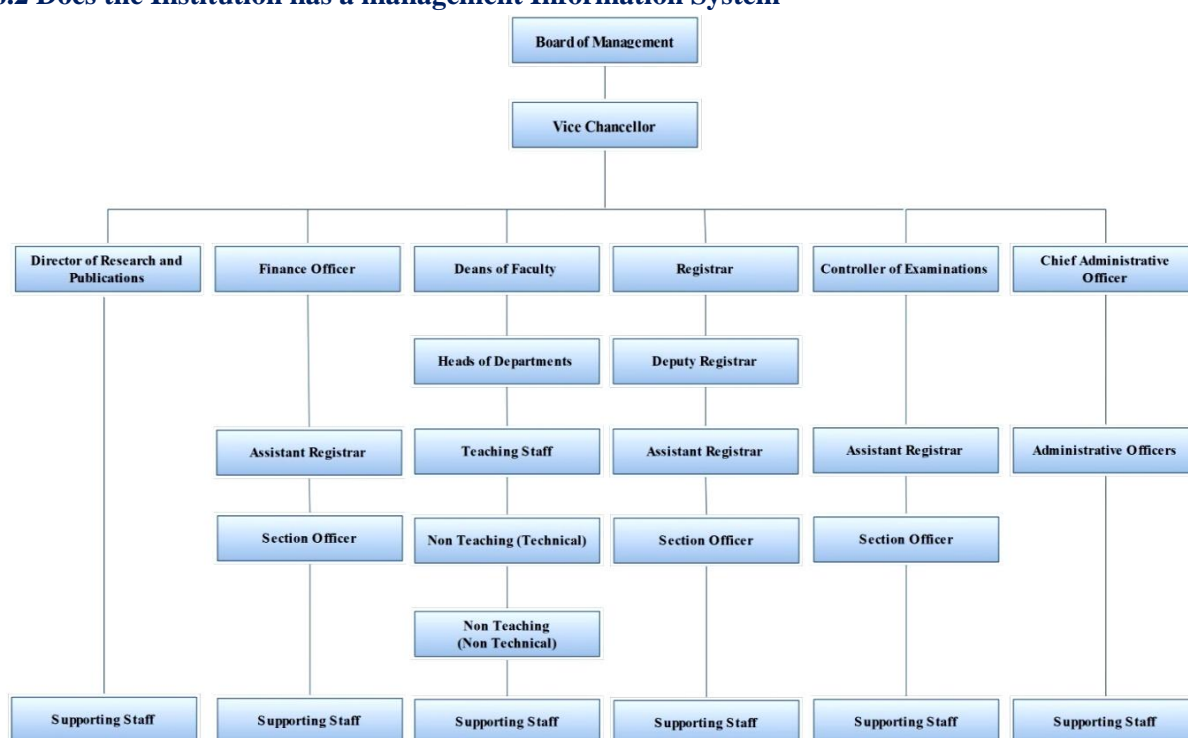 .2 Does the Institution has a management Information System
Board of Management
Vice Chancellor
Director of Research and
Publications
Finance Officer
Deans of Faculty
Registrar
Controller of Examinations
Chief Administrative
Officer
Heads of Departments
Deputy Registrar
Assistant Registrar
Teaching Staff
Assistant Registrar
Assistant Registrar
Administrative Officers
Section Officer
Non Teaching (Technical)
Section Officer
Section Officer
Non Teaching
(Non Technical)
Supporting Staff
Supporting Staff
Supporting Staff
Supporting Staff
Supporting Staff
Supporting Staff